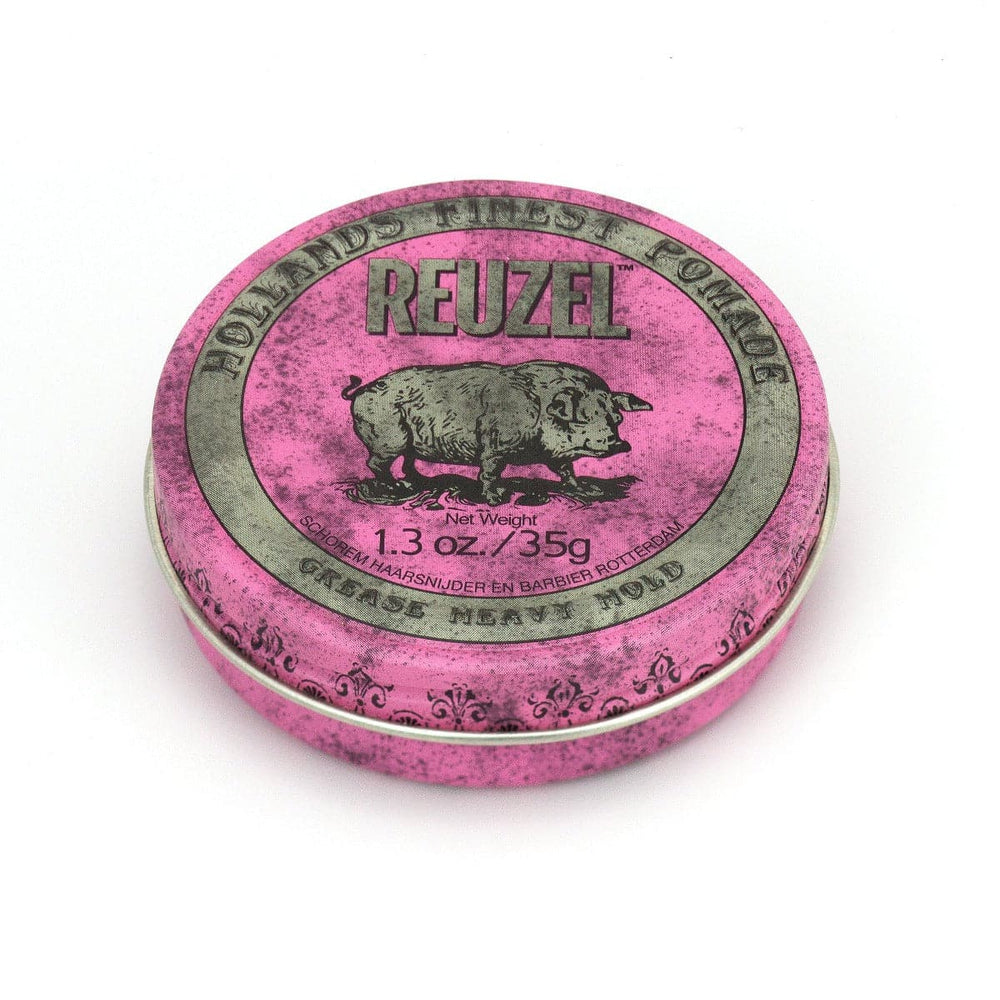 HOLLANDS FINEST POMADE
REUZEL™
Net Weight
1.3 oz./35g
SCHOREM HAARSNIJDER EN BARBIER ROTTERDAM
GREASE HEAVY HOLD